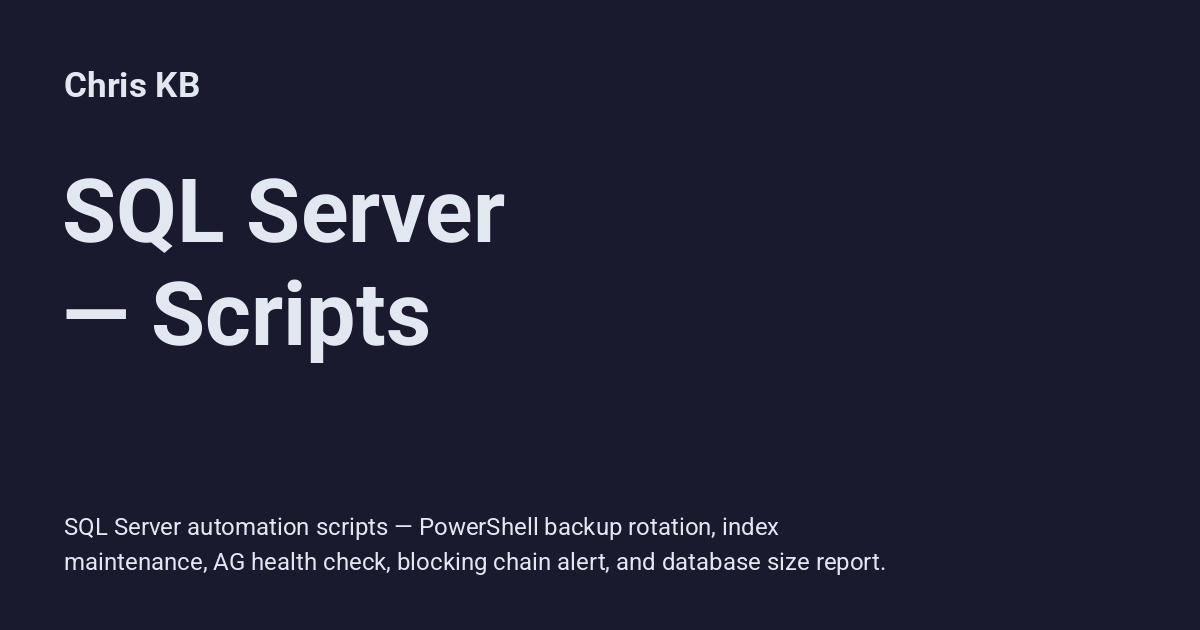 Chris KB
SQL Server
— Scripts
SQL Server automation scripts — PowerShell backup rotation, index
maintenance, AG health check, blocking chain alert, and database size report.